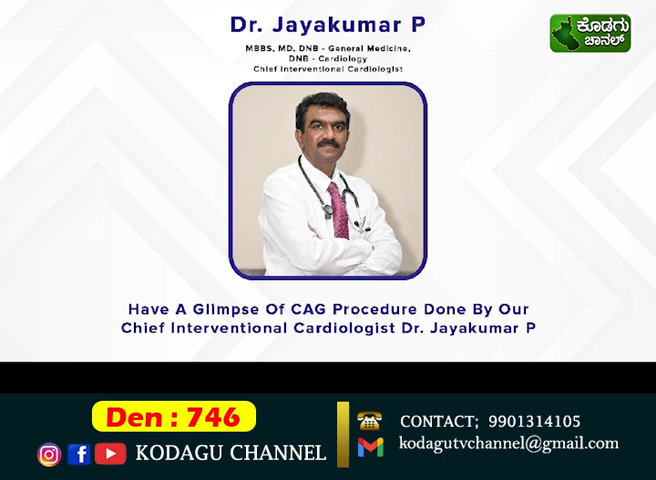 Dr. Jayakumar P
ಕೊಡಗು
ಚಾನಲ್
MBBS, MD, DNB - General Medicine,
DNB - Cardiology
Chief Interventional Cardiologist
Have A Glimpse Of CAG Procedure Done By Our
Chief Interventional Cardiologist Dr. Jayakumar P
Den : 746
KODAGU CHANNEL
CONTACT; 9901314105
kodagutvchannel@gmail.com